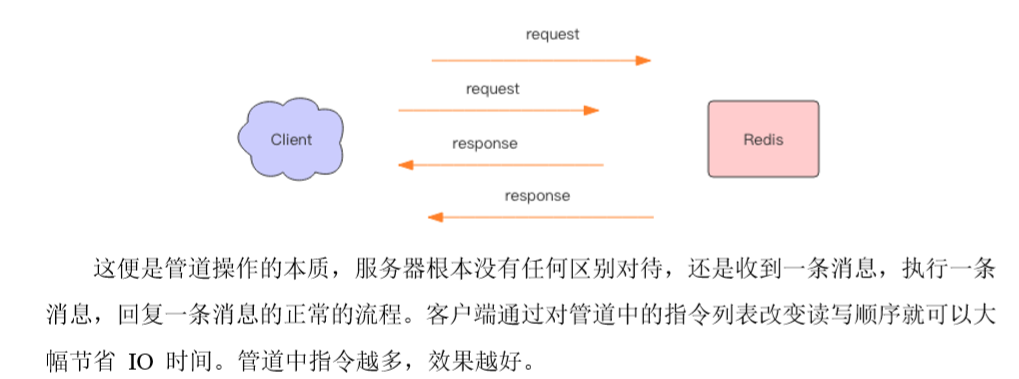 request
request
Client
Redis
response
response
这便是管道操作的本质，服务器根本没有任何区别对待，还是收到一条消息，执行一条
消息，回复一条消息的正常的流程。客户端通过对管道中的指令列表改变读写顺序就可以大
幅节省 IO 时间。管道中指令越多，效果越好。